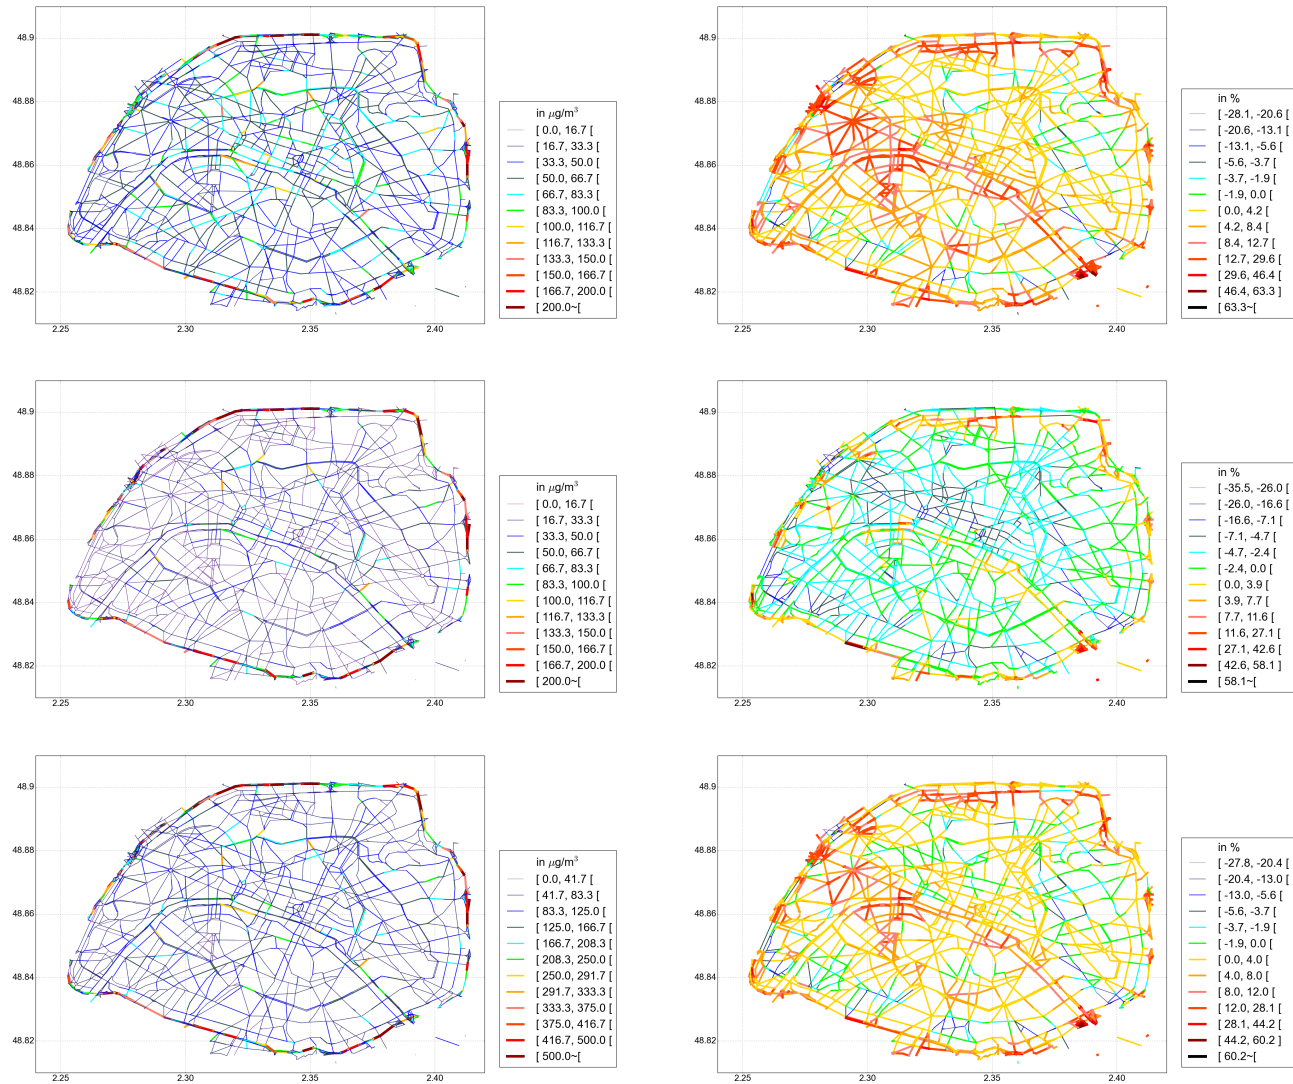 48.9
48.88
48.86
48.84
48.82
2.25 2.30 2.35 2.40
in μg/m³
[ 0.0, 16.7 [
[ 16.7, 33.3 [
[ 33.3, 50.0 [
[ 50.0, 66.7 [
[ 66.7, 83.3 [
[ 83.3, 100.0 [
[ 100.0, 116.7 [
[ 116.7, 133.3 [
[ 133.3, 150.0 [
[ 150.0, 166.7 [
[ 166.7, 200.0 [
[ 200.0~[
48.9
48.88
48.86
48.84
48.82
2.25 2.30 2.35 2.40
in %
[ -28.1, -20.6 [
[ -20.6, -13.1 [
[ -13.1, -5.6 [
[ -5.6, -3.7 [
[ -3.7, -1.9 [
[ -1.9, 0.0 [
[ 0.0, 4.2 [
[ 4.2, 8.4 [
[ 8.4, 12.7 [
[ 12.7, 29.6 [
[ 29.6, 46.4 [
[ 46.4, 63.3 ]
[ 63.3~[
48.9
48.88
48.86
48.84
48.82
2.25 2.30 2.35 2.40
in μg/m³
[ 0.0, 16.7 [
[ 16.7, 33.3 [
[ 33.3, 50.0 [
[ 50.0, 66.7 [
[ 66.7, 83.3 [
[ 83.3, 100.0 [
[ 100.0, 116.7 [
[ 116.7, 133.3 [
[ 133.3, 150.0 [
[ 150.0, 166.7 [
[ 166.7, 200.0 [
[ 200.0~[
48.9
48.88
48.86
48.84
48.82
2.25 2.30 2.35 2.40
in %
[ -35.5, -26.0 [
[ -26.0, -16.6 [
[ -16.6, -7.1 [
[ -7.1, -4.7 [
[ -4.7, -2.4 [
[ -2.4, 0.0 [
[ 0.0, 3.9 [
[ 3.9, 7.7 [
[ 7.7, 11.6 [
[ 11.6, 27.1 [
[ 27.1, 42.6 [
[ 42.6, 58.1 ]
[ 58.1~[
48.9
48.88
48.86
48.84
48.82
2.25 2.30 2.35 2.40
in μg/m³
[ 0.0, 41.7 [
[ 41.7, 83.3 [
[ 83.3, 125.0 [
[ 125.0, 166.7 [
[ 166.7, 208.3 [
[ 208.3, 250.0 [
[ 250.0, 291.7 [
[ 291.7, 333.3 [
[ 333.3, 375.0 [
[ 375.0, 416.7 [
[ 416.7, 500.0 [
[ 500.0~[
48.9
48.88
48.86
48.84
48.82
2.25 2.30 2.35 2.40
in %
[ -27.8, -20.4 [
[ -20.4, -13.0 [
[ -13.0, -5.6 [
[ -5.6, -3.7 [
[ -3.7, -1.9 [
[ -1.9, 0.0 [
[ 0.0, 4.0 [
[ 4.0, 8.0 [
[ 8.0, 12.0 [
[ 12.0, 28.1 [
[ 28.1, 44.2 [
[ 44.2, 60.2 ]
[ 60.2~[